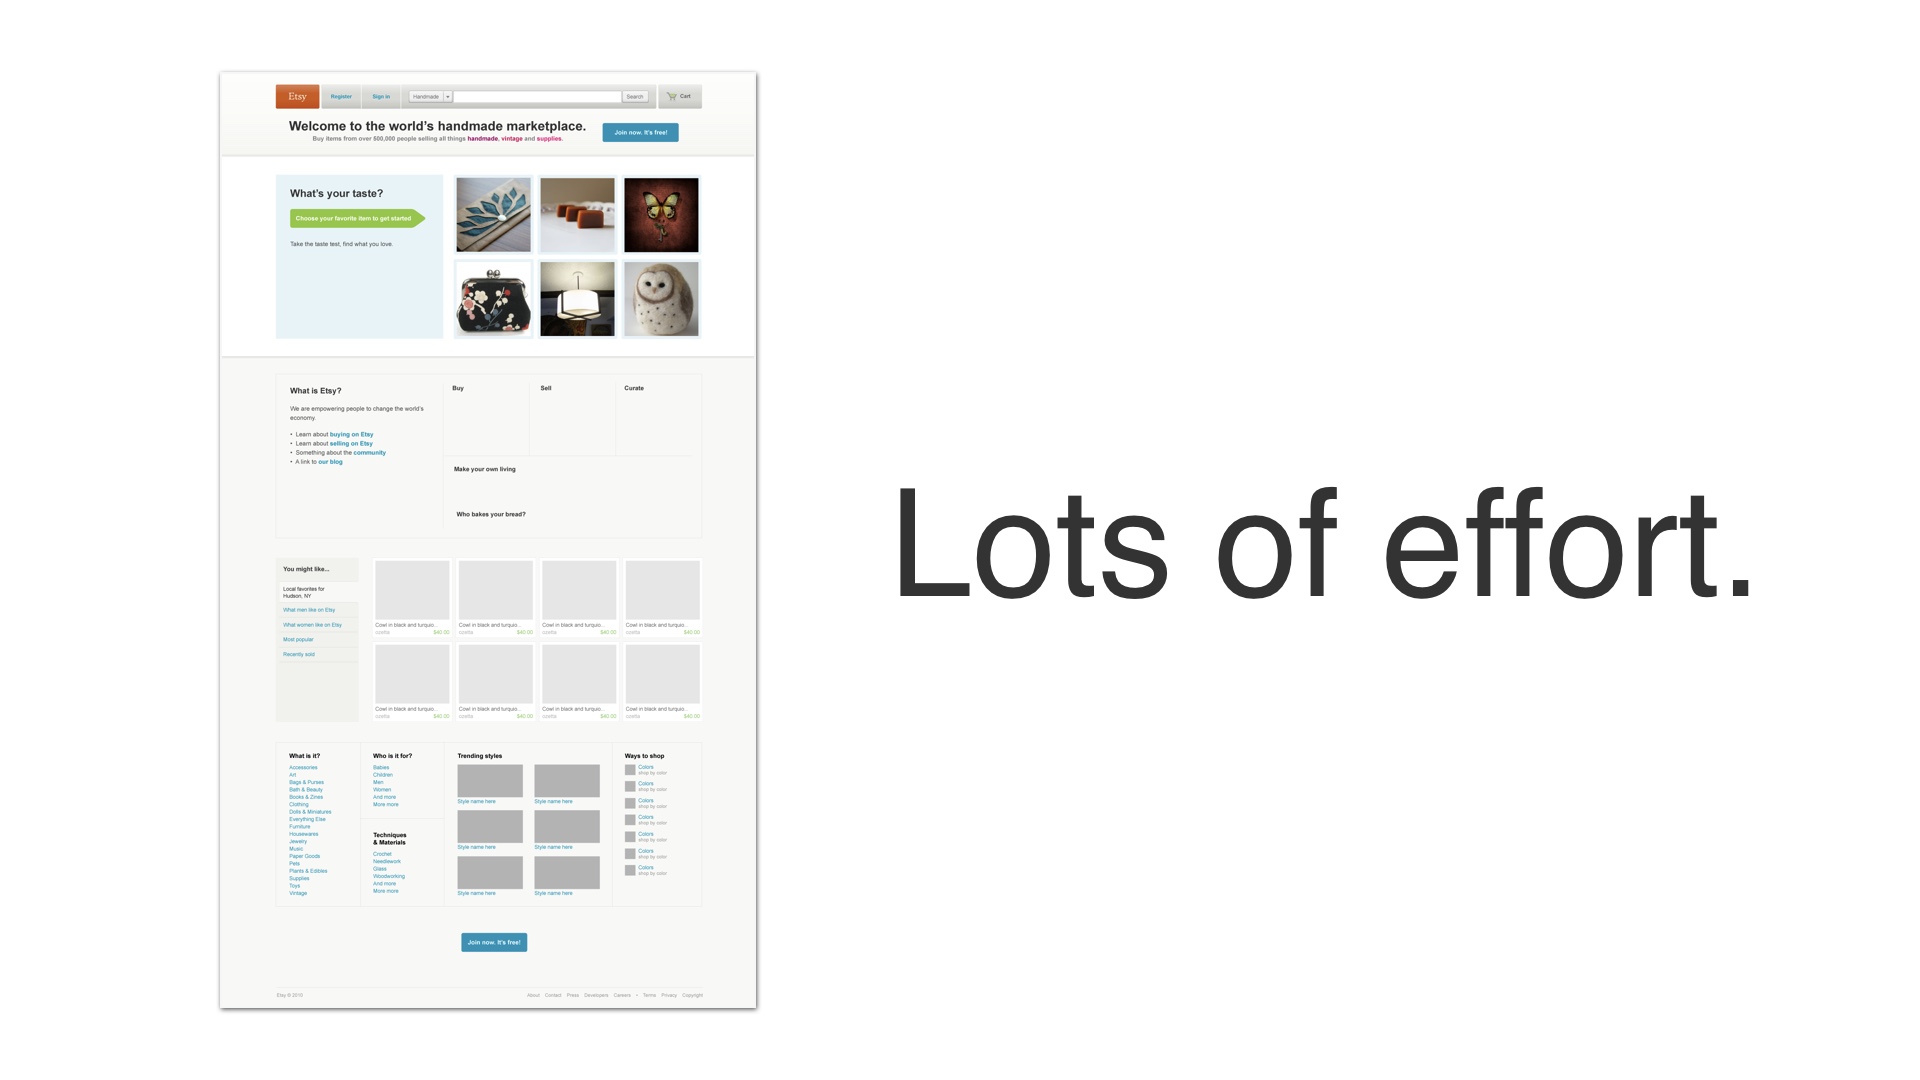 Etsy
Register
Sign in
Handmade
Search
Cart
Welcome to the world's handmade marketplace.
Buy items from over 500,000 people selling all things handmade, vintage and supplies.
Join now. It's free!
What's your taste?
Choose your favorite item to get started
Take the taste test, find what you love.
What is Etsy?
We are empowering people to change the world's
economy.
• Learn about buying on Etsy
• Learn about selling on Etsy
• Something about the community
• A link to our blog
Buy
Sell
Curate
Make your own living
Who bakes your bread?
Lots of effort.
You might like...
Local favorites for
Hudson, NY
What men like on Etsy
What women like on Etsy
Most popular
Recently sold
Cowl in black and turquio...
$40.00
Cowl in black and turquio...
$40.00
Cowl in black and turquio...
$40.00
Cowl in black and turquio...
$40.00
Cowl in black and turquio...
$40.00
Cowl in black and turquio...
$40.00
Cowl in black and turquio...
$40.00
Cowl in black and turquio...
$40.00
What is it?
Accessories
Art
Bags & Purses
Bath & Beauty
Books & Zines
Clothing
Dolls & Miniatures
Everything Else
Furniture
Housewares
Jewelry
Music
Paper Goods
Pets
Plants & Edibles
Supplies
Toys
Vintage
Who is it for?
Babies
Children
Men
Women
And more
More more
Techniques
& Materials
Crochet
Needlework
Glass
Woodworking
And more
More more
Trending styles
Style name here
Style name here
Style name here
Style name here
Style name here
Style name here
Ways to shop
Colors
shop by color
Colors
shop by color
Colors
shop by color
Colors
shop by color
Colors
shop by color
Colors
shop by color
Colors
shop by color
Join now. It's free!
Etsy © 2010
About Contact Press Developers Careers • Terms Privacy Copyright